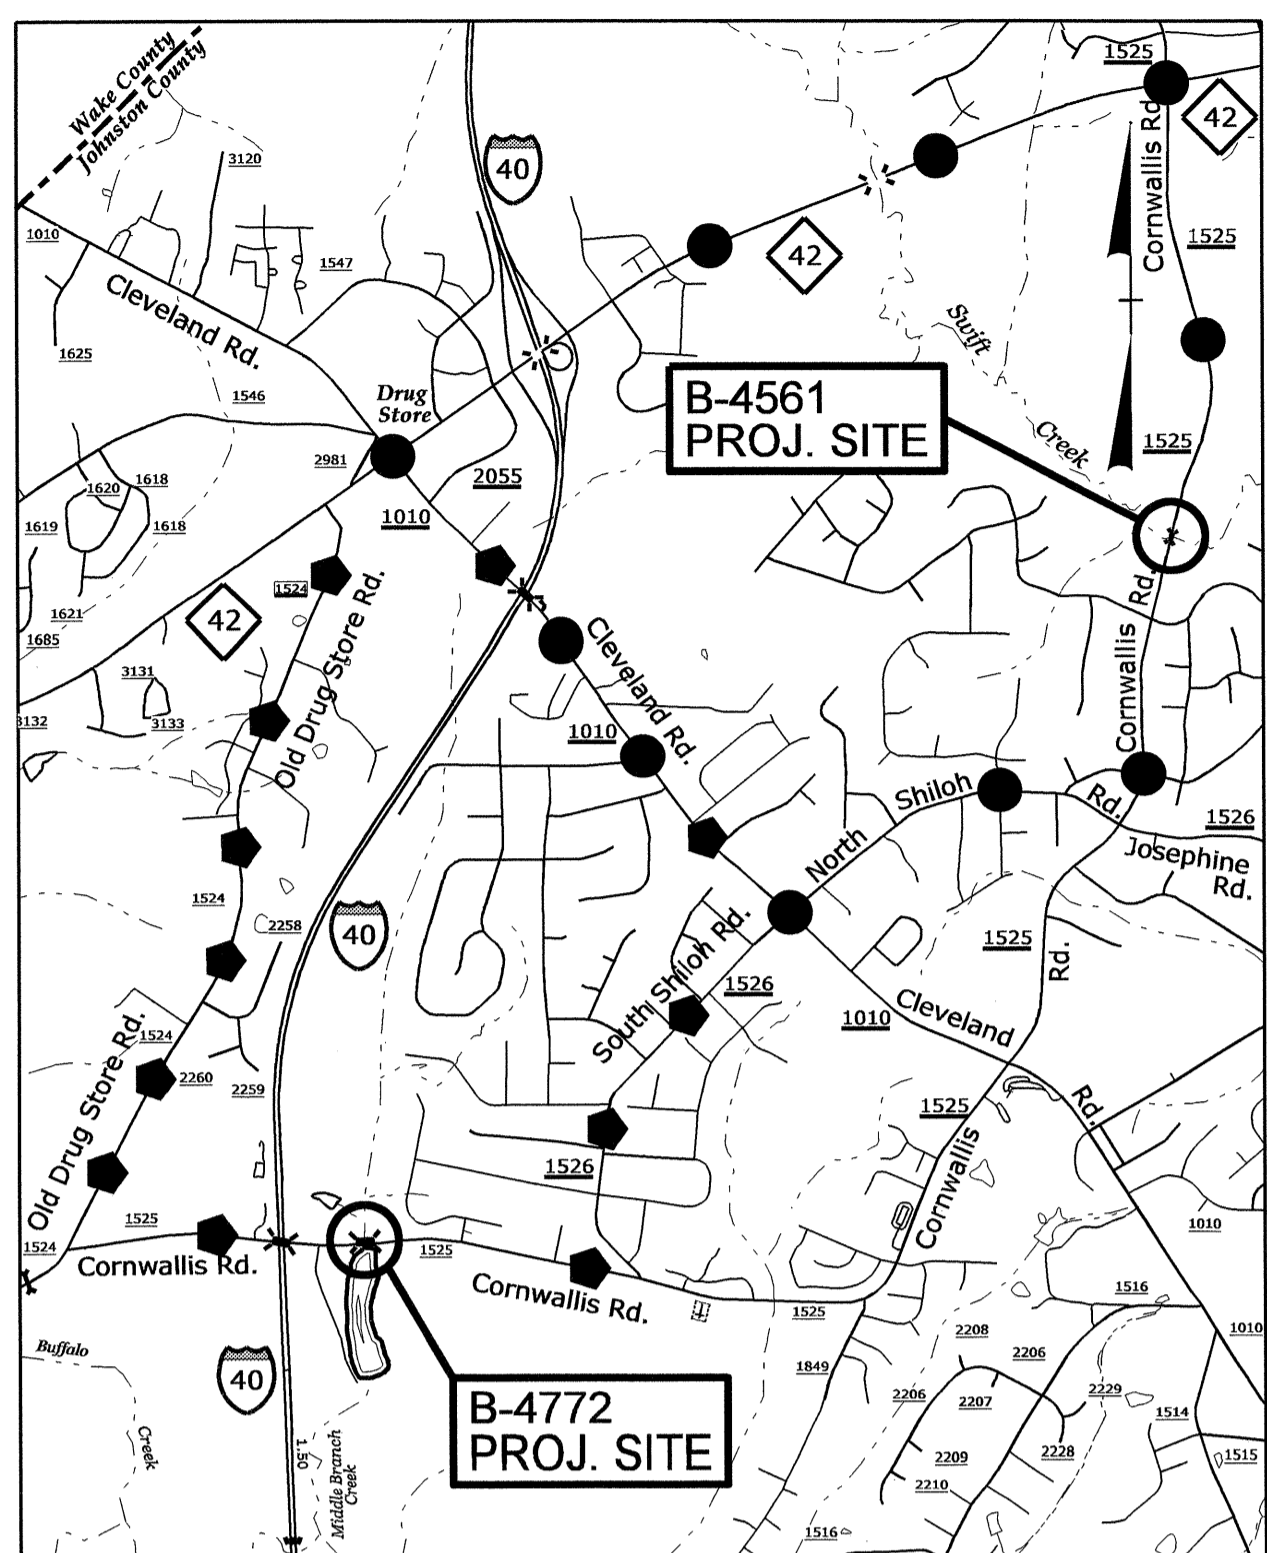 Wake County
Johnston County
1525
42
40
3120
Cornwallis Rd.
1010
1547
42
1525
Cleveland Rd.
Swift
1625
B-4561
PROJ. SITE
1546
Drug
Store
Creek
1525
2981
2055
1620
1618
1619
1618
1010
1524
Rd.
1621
42
1685
Old Drug Store Rd.
Cleveland Rd.
Cornwallis
3131
3132
3133
1010
Shiloh
Rd.
1526
North
Josephine
Rd.
1524
2258
40
South Shiloh Rd.
1525
Rd.
1526
1010
Cleveland
1524
Old Drug Store Rd.
2260
2259
Rd.
1525
Cornwallis
1526
1525
1010
1524
Cornwallis Rd.
1525
Cornwallis Rd.
1516
1525
1010
Buffalo
2208
2206
1849
40
2206
2207
2229
B-4772
PROJ. SITE
1514
Creek
1.50
Middle Branch
Creek
2228
2209
1515
2210
1516